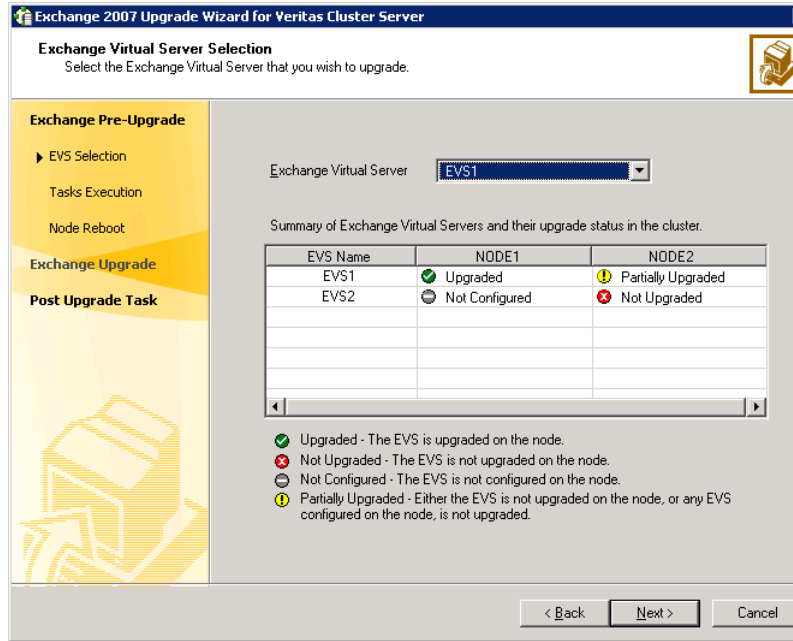 Exchange 2007 Upgrade Wizard for Veritas Cluster Server
Exchange Virtual Server Selection
Select the Exchange Virtual Server that you wish to upgrade.
Exchange Pre-Upgrade
EVS Selection
Tasks Execution
Node Reboot
Exchange Upgrade
Post Upgrade Task
Exchange Virtual Server EVS1
Summary of Exchange Virtual Servers and their upgrade status in the cluster.
EVS Name NODE1 NODE2
EVS1 Upgraded Partially Upgraded
EVS2 Not Configured Not Upgraded
Upgraded - The EVS is upgraded on the node.
Not Upgraded - The EVS is not upgraded on the node.
Not Configured - The EVS is not configured on the node.
Partially Upgraded - Either the EVS is not upgraded on the node, or any EVS
configured on the node, is not upgraded.
< Back Next > Cancel